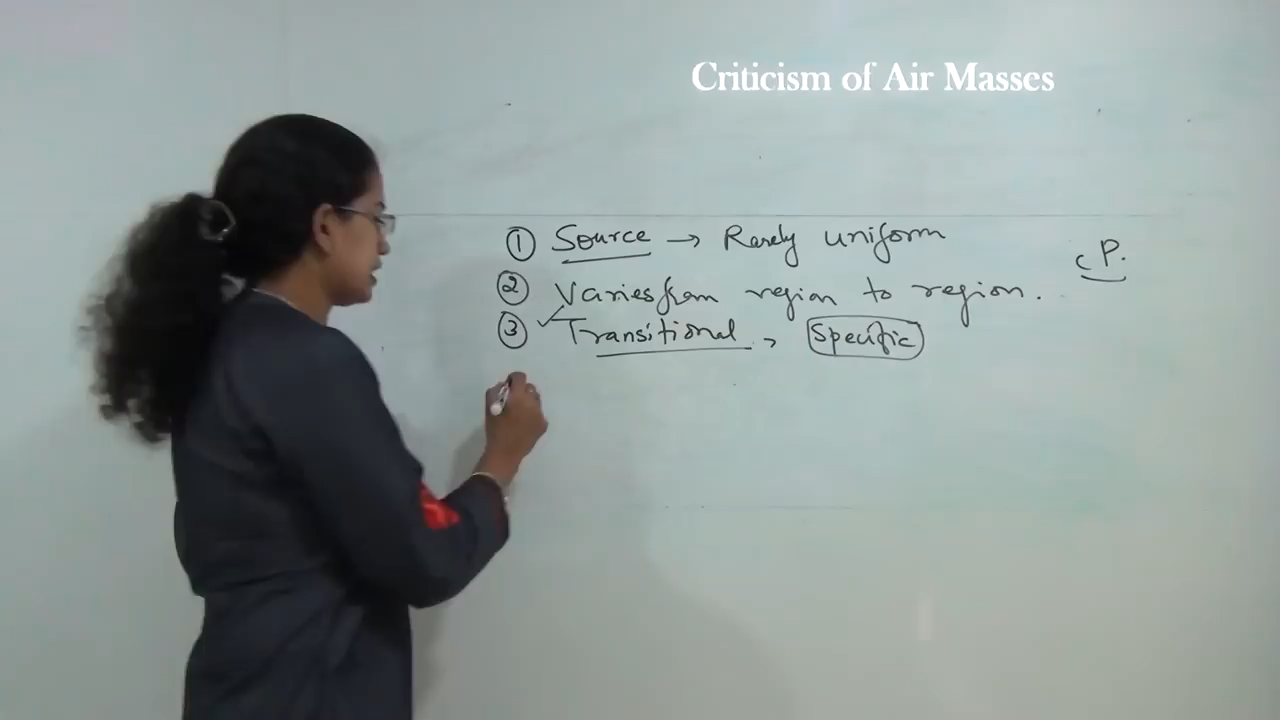 Criticism of Air Masses
① Source → Rarely uniform
cP.
② Varies from region to region.
③ ✓ Transitional → Specific